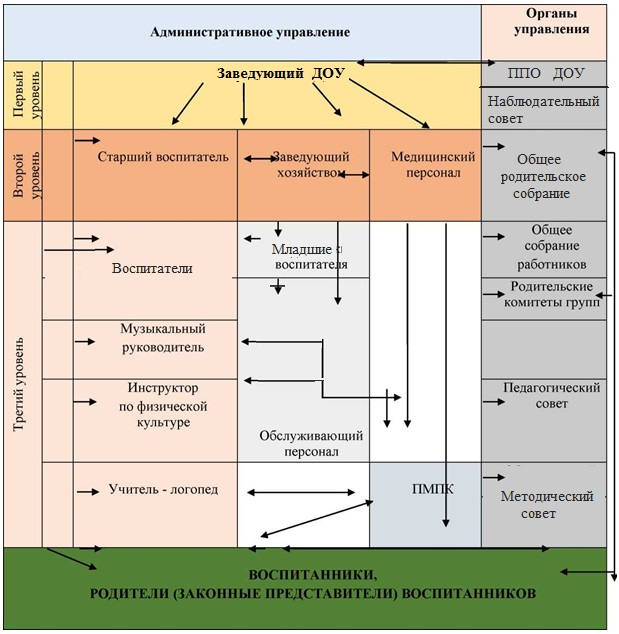 Административное управление
Органы
управления
Первый
уровень
Заведующий ДОУ
ППО ДОУ
Наблюдательный
совет
Второй
уровень
Старший воспитатель
Заведующий
хозяйством
Медицинский
персонал
Общее
родительское
собрание
Третий уровень
Воспитатели
Младшие
воспитателя
Общее
собрание
работников
Родительские
комитеты групп
Музыкальный
руководитель
Инструктор
по физической
культуре
Обслуживающий
персонал
Педагогический
совет
Учитель - логопед
ПМПК
Методический
совет
ВОСПИТАННИКИ,
РОДИТЕЛИ (ЗАКОННЫЕ ПРЕДСТАВИТЕЛИ) ВОСПИТАННИКОВ